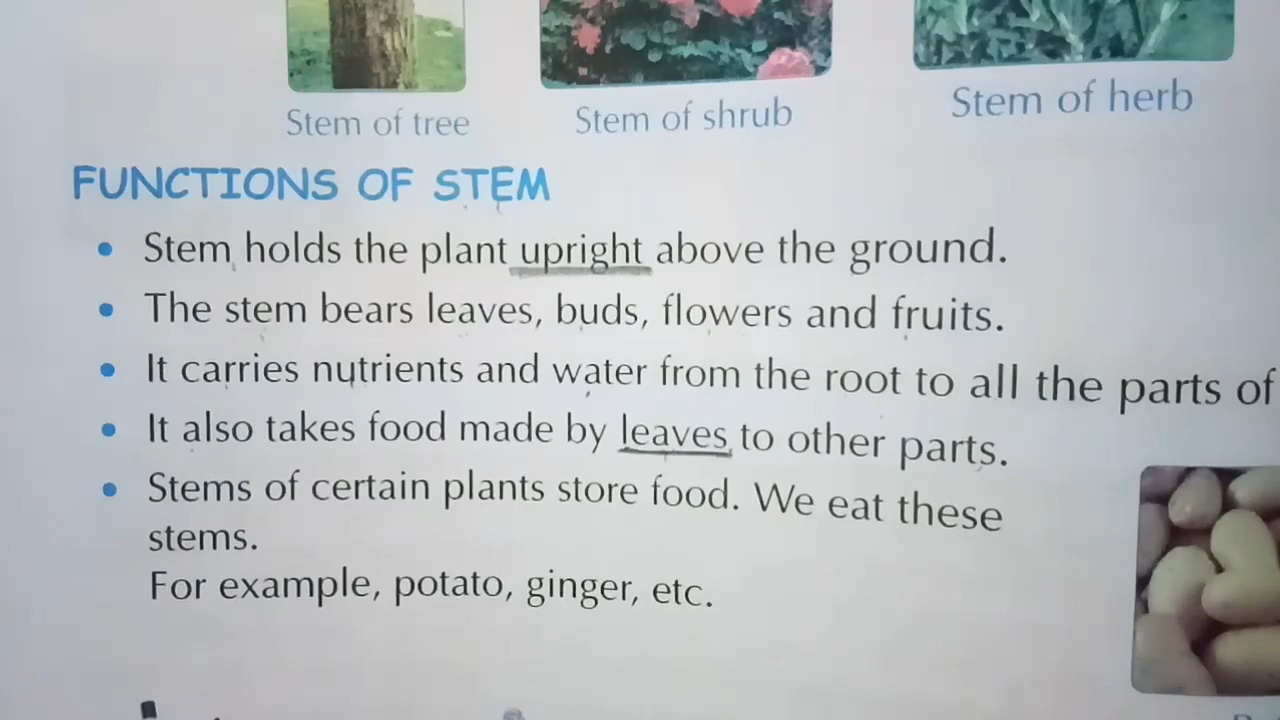 Stem of tree
Stem of shrub
Stem of herb
FUNCTIONS OF STEM
• Stem holds the plant upright above the ground.
• The stem bears leaves, buds, flowers and fruits.
• It carries nutrients and water from the root to all the parts of
• It also takes food made by leaves to other parts.
• Stems of certain plants store food. We eat these
stems.
For example, potato, ginger, etc.